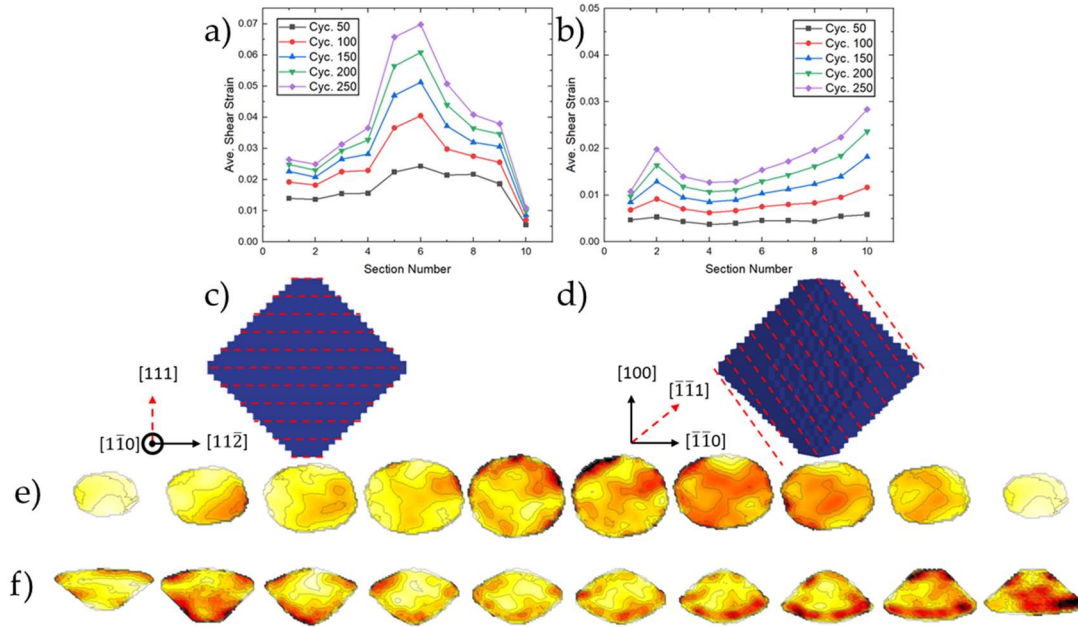 a)
Ave. Shear Strain
0.07
0.06
0.05
0.04
0.03
0.02
0.01
0.00
Cyc. 50
Cyc. 100
Cyc. 150
Cyc. 200
Cyc. 250
0 2 4 6 8 10
Section Number
b)
Ave. Shear Strain
0.05
0.04
0.03
0.02
0.01
0.00
Cyc. 50
Cyc. 100
Cyc. 150
Cyc. 200
Cyc. 250
0 2 4 6 8 10
Section Number
c)
[111]
[11̅0]
[112̅]
d)
[100]
[1̅1̅1]
[1̅1̅0]
e)
f)